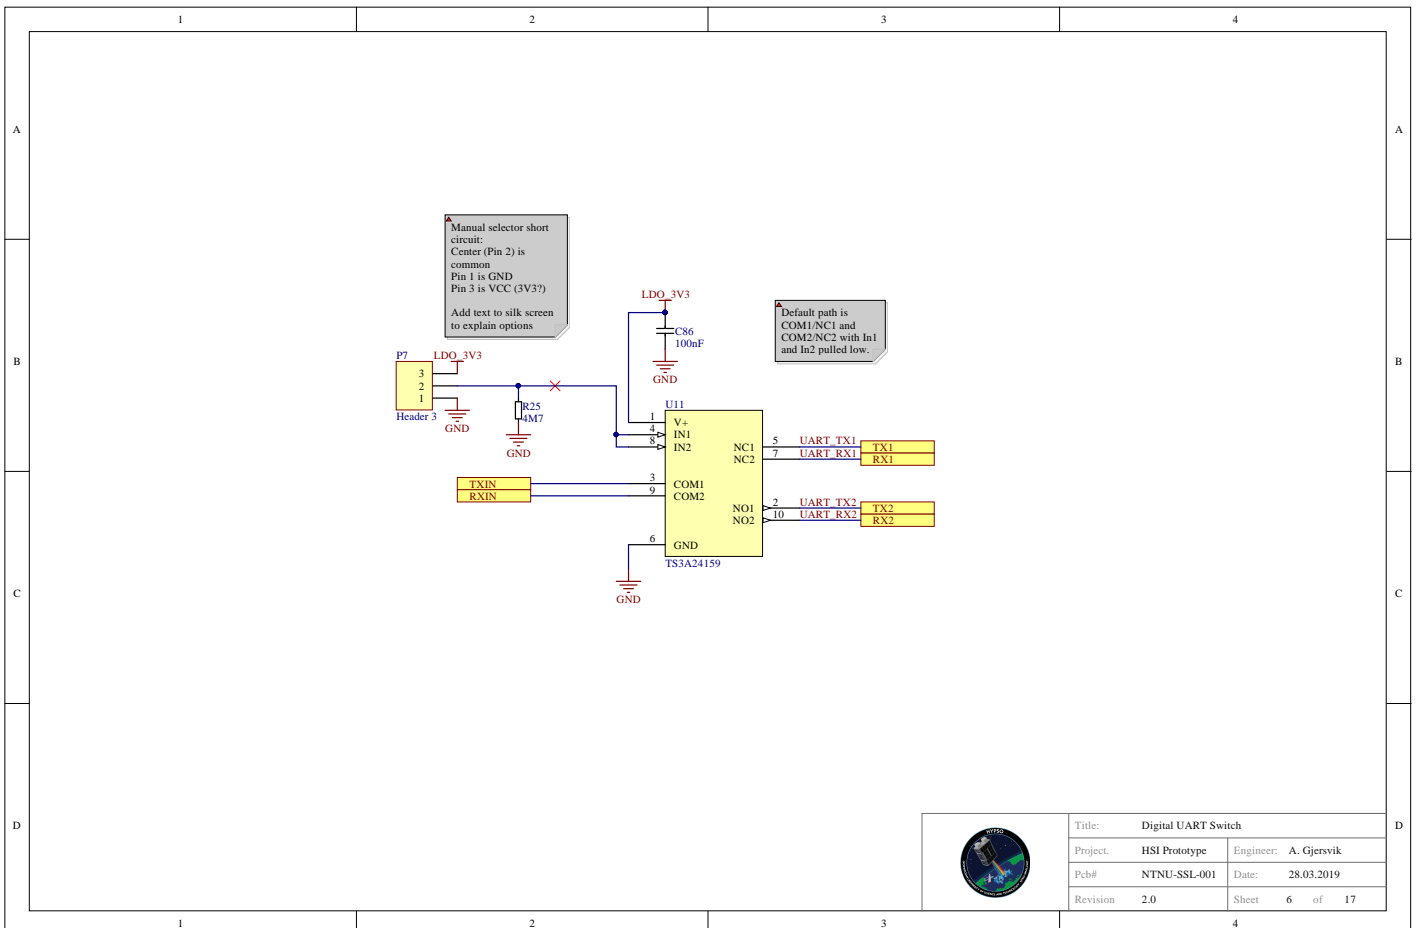 1 2 3 4
A A
Manual selector short
circuit:
Center (Pin 2) is
common
Pin 1 is GND
Pin 3 is VCC (3V3?)
Add text to silk screen
to explain options
LDO_3V3
C86
100nF
GND
Default path is
COM1/NC1 and
COM2/NC2 with In1
and In2 pulled low.
B B
P7
LDO_3V3
3
2
1
Header 3
GND
R25
4M7
GND
U11
1 V+
4 IN1
8 IN2
NC1 5 UART_TX1 TX1
NC2 7 UART_RX1 RX1
TXIN 3 COM1
RXIN 9 COM2
NO1 2 UART_TX2 TX2
NO2 10 UART_RX2 RX2
6 GND
TS3A24159
GND
C C
D D
HYPSO
Title: Digital UART Switch
Project. HSI Prototype Engineer: A. Gjersvik
Pcb# NTNU-SSL-001 Date: 28.03.2019
Revision 2.0 Sheet 6 of 17
1 2 3 4